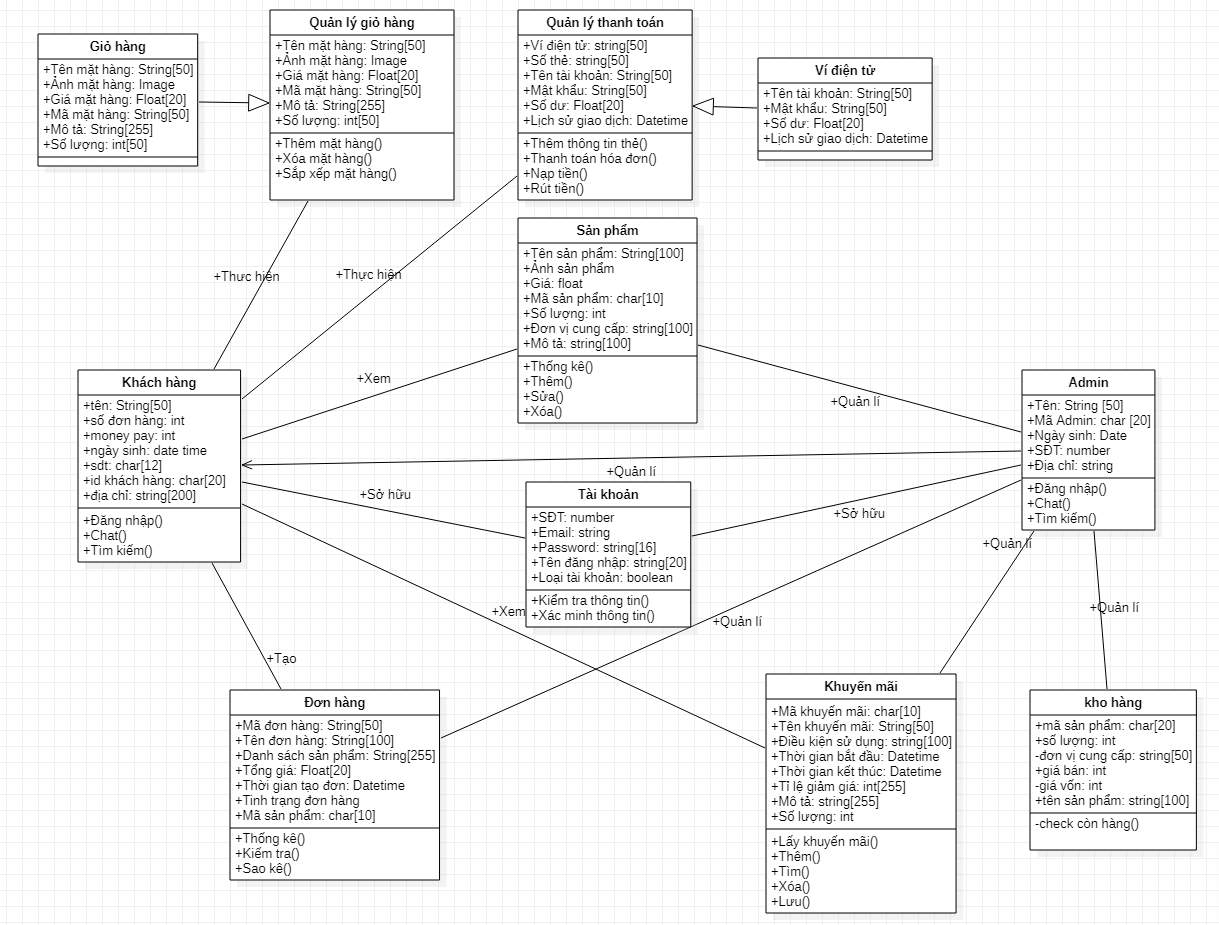 Giỏ hàng
+Tên mặt hàng: String[50]
+Ảnh mặt hàng: Image
+Giá mặt hàng: Float[20]
+Mã mặt hàng: String[50]
+Mô tả: String[255]
+Số lượng: int[50]
Quản lý giỏ hàng
+Tên mặt hàng: String[50]
+Ảnh mặt hàng: Image
+Giá mặt hàng: Float[20]
+Mã mặt hàng: String[50]
+Mô tả: String[255]
+Số lượng: int[50]
+Thêm mặt hàng()
+Xóa mặt hàng()
+Sắp xếp mặt hàng()
Quản lý thanh toán
+Ví điện tử: string[50]
+Số thẻ: string[50]
+Tên tài khoản: String[50]
+Mật khẩu: String[50]
+Số dư: Float[20]
+Lịch sử giao dịch: Datetime
+Thêm thông tin thẻ()
+Thanh toán hóa đơn()
+Nạp tiền()
+Rút tiền()
Ví điện tử
+Tên tài khoản: String[50]
+Mật khẩu: String[50]
+Số dư: Float[20]
+Lịch sử giao dịch: Datetime
+Thực hiện
+Thực hiện
Sản phẩm
+Tên sản phẩm: String[100]
+Ảnh sản phẩm
+Giá: float
+Mã sản phẩm: char[10]
+Số lượng: int
+Đơn vị cung cấp: string[100]
+Mô tả: string[100]
+Thống kê()
+Thêm()
+Sửa()
+Xóa()
+Xem
+Quản lí
Khách hàng
+tên: String[50]
+số đơn hàng: int
+money pay: int
+ngày sinh: date time
+sdt: char[12]
+id khách hàng: char[20]
+địa chỉ: string[200]
+Đăng nhập()
+Chat()
+Tìm kiếm()
Admin
+Tên: String [50]
+Mã Admin: char [20]
+Ngày sinh: Date
+SĐT: number
+Địa chỉ: string
+Đăng nhập()
+Chat()
+Tìm kiếm()
+Quản lí
+Sở hữu
+Sở hữu
Tài khoản
+SĐT: number
+Email: string
+Password: string[16]
+Tên đăng nhập: string[20]
+Loại tài khoản: boolean
+Kiểm tra thông tin()
+Xác minh thông tin()
+Quản lí
+Quản lí
+Xem
+Quản lí
+Tạo
Đơn hàng
+Mã đơn hàng: String[50]
+Tên đơn hàng: String[100]
+Danh sách sản phẩm: String[255]
+Tổng giá: Float[20]
+Thời gian tạo đơn: Datetime
+Tình trạng đơn hàng
+Mã sản phẩm: char[10]
+Thống kê()
+Kiểm tra()
+Sao kê()
Khuyến mãi
+Mã khuyến mãi: char[10]
+Tên khuyến mãi: String[50]
+Điều kiện sử dụng: string[100]
+Thời gian bắt đầu: Datetime
+Thời gian kết thúc: Datetime
+Tỉ lệ giảm giá: int[255]
+Mô tả: string[255]
+Số lượng: int
+Lấy khuyến mãi()
+Thêm()
+Tìm()
+Xóa()
+Lưu()
kho hàng
+mã sản phẩm: char[20]
+số lượng: int
-đơn vị cung cấp: string[50]
+giá bán: int
-giá vốn: int
+tên sản phẩm: string[100]
-check còn hàng()